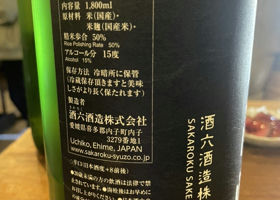 内容量 1,800ml
原材料 米(国産)・
米麹(国産米)
精米歩合 50%
Rice Polishing Rate 50%
アルコール分 15度
Alcohol
保存方法 冷暗所に保管
(冷蔵保存頂きますと美味
しさがより長く保たれます)
製造者
酒六酒造株式会社
愛媛県喜多郡内子町内子
3279番地1
Uchiko, Ehime, JAPAN
www.sakaroku-syuzo.co.jp
酒六酒造株
SAKAROKU SAKE